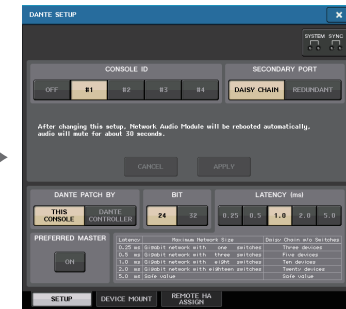 DANTE SETUP
SYSTEM SYNC
CONSOLE ID
SECONDARY PORT
OFF #1 #2 #3 #4 DAISY CHAIN REDUNDANT
After changing this setup, Network Audio Module will be rebooted automatically,
audio will mute for about 30 seconds.
CANCEL APPLY
DANTE PATCH BY
BIT
LATENCY (ms)
THIS CONSOLE
DANTE CONTROLLER
24 32
0.25 0.5 1.0 2.0 5.0
PREFERRED MASTER
ON
Latency Maximum Network Size Daisy Chain w/o Switches
0.25 ms Gigabit network with one switches Three devices
0.5 ms Gigabit network with three switches Five devices
1.0 ms Gigabit network with eight switches Ten devices
2.0 ms Gigabit network with eighteen switches Twenty devices
5.0 ms Safe value Safe value
SETUP DEVICE MOUNT REMOTE HA ASSIGN